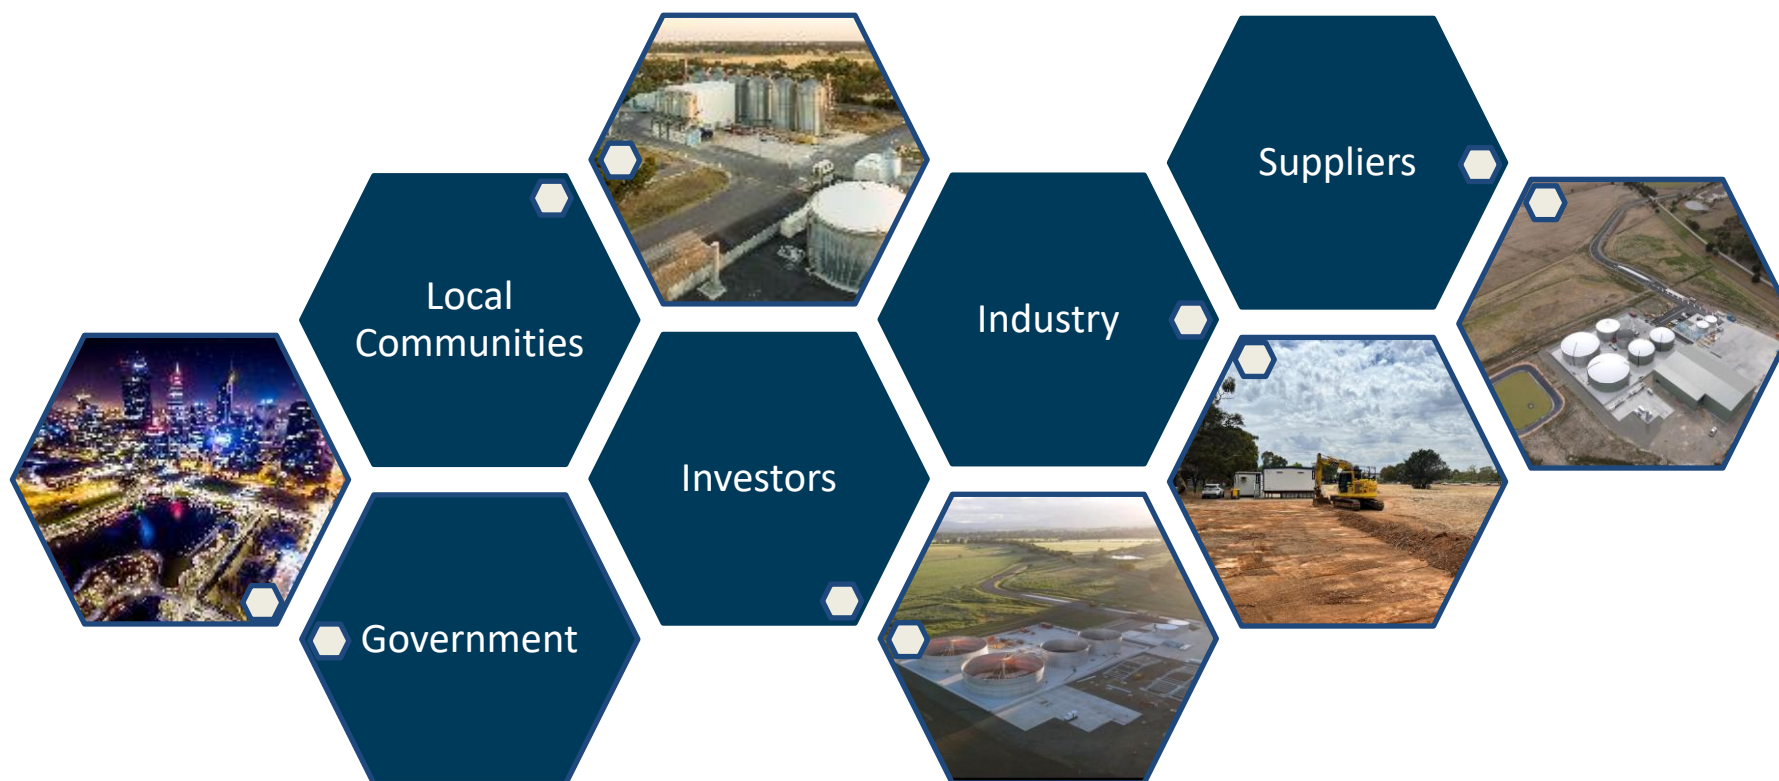 Suppliers
Local
Communities
Industry
Investors
Government